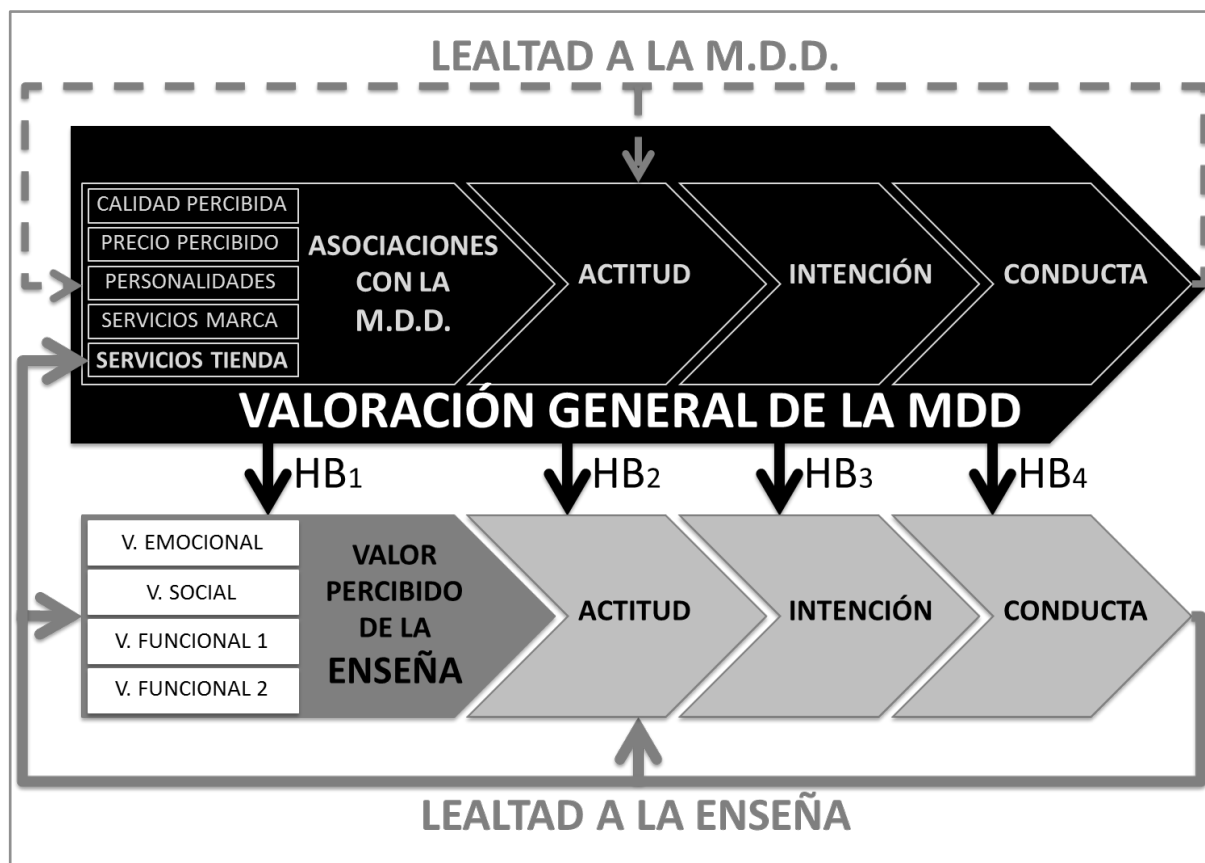 LEALTAD A LA M.D.D.
CALIDAD PERCIBIDA
PRECIO PERCIBIDO
PERSONALIDADES
SERVICIOS MARCA
SERVICIOS TIENDA
ASOCIACIONES
CON LA
M.D.D.
ACTITUD
INTENCIÓN
CONDUCTA
VALORACIÓN GENERAL DE LA MDD
HB1
HB2
HB3
HB4
V. EMOCIONAL
V. SOCIAL
V. FUNCIONAL 1
V. FUNCIONAL 2
VALOR
PERCIBIDO
DE LA
ENSEÑA
ACTITUD
INTENCIÓN
CONDUCTA
LEALTAD A LA ENSEÑA